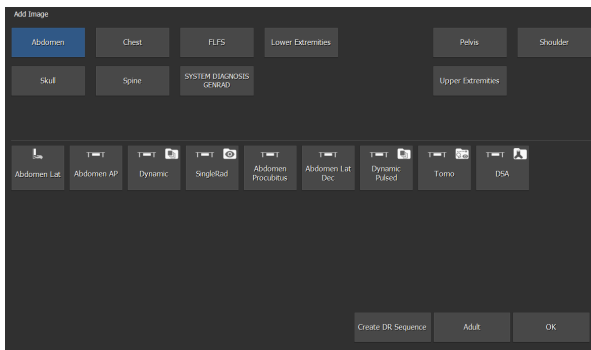 Add Image
Abdomen
Chest
FLFS
Lower Extremities
Pelvis
Shoulder
Skull
Spine
SYSTEM DIAGNOSIS
GENRAD
Upper Extremities
Abdomen Lat
Abdomen AP
Dynamic
SingleRad
Abdomen
Procubitus
Abdomen Lat
Dec
Dynamic
Pulsed
Tomo
DSA
Create DR Sequence
Adult
OK